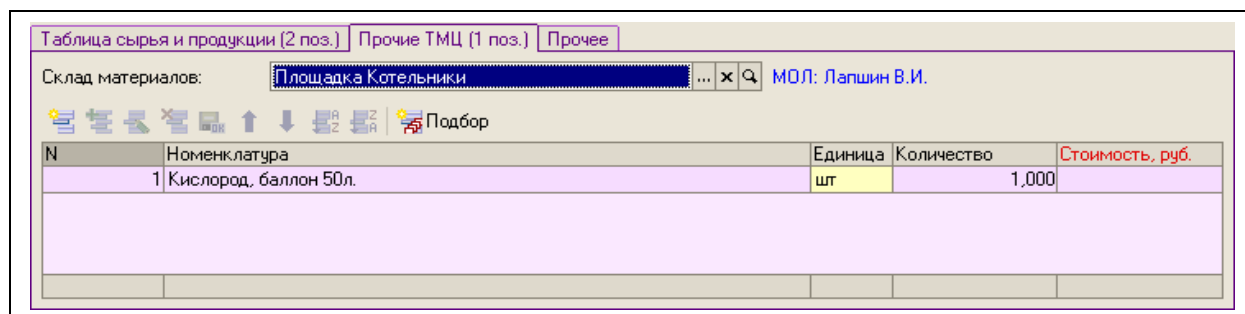 Таблица сырья и продукции (2 поз.) Прочие ТМЦ (1 поз.) Прочее
Склад материалов: Площадка Котельники ... МОЛ: Лапшин В.И.
Подбор
N Номенклатура Единица Количество Стоимость, руб.
1 Кислород, баллон 50л. шт 1,000